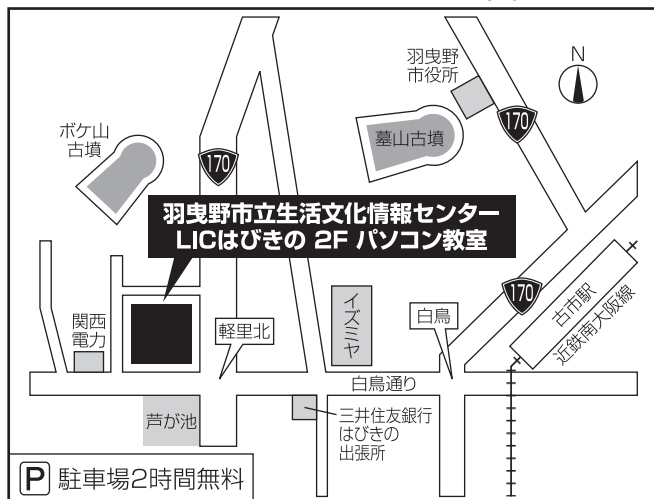 羽曳野
市役所
N
ボケ山
古墳
墓山古墳
170
170
羽曳野市立生活文化情報センター
LICはびきの 2F パソコン教室
170
古市駅
近鉄南大阪線
イズミヤ
白鳥
関西
電力
軽里北
白鳥通り
芦が池
三井住友銀行
はびきの
出張所
P 駐車場2時間無料